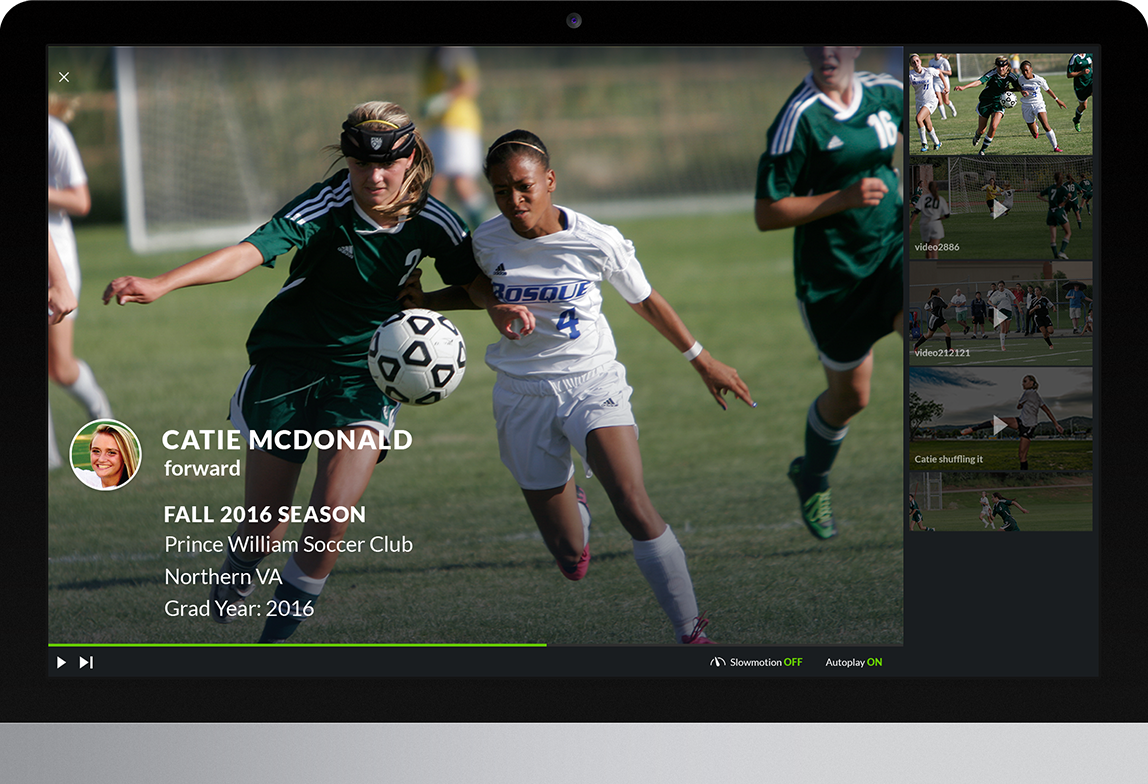 16
2
BOSQUE
4
CATIE MCDONALD
forward
FALL 2016 SEASON
Prince William Soccer Club
Northern VA
Grad Year: 2016
Slowmotion OFF
Autoplay ON
20
video2886
video212121
Catie shuffling it